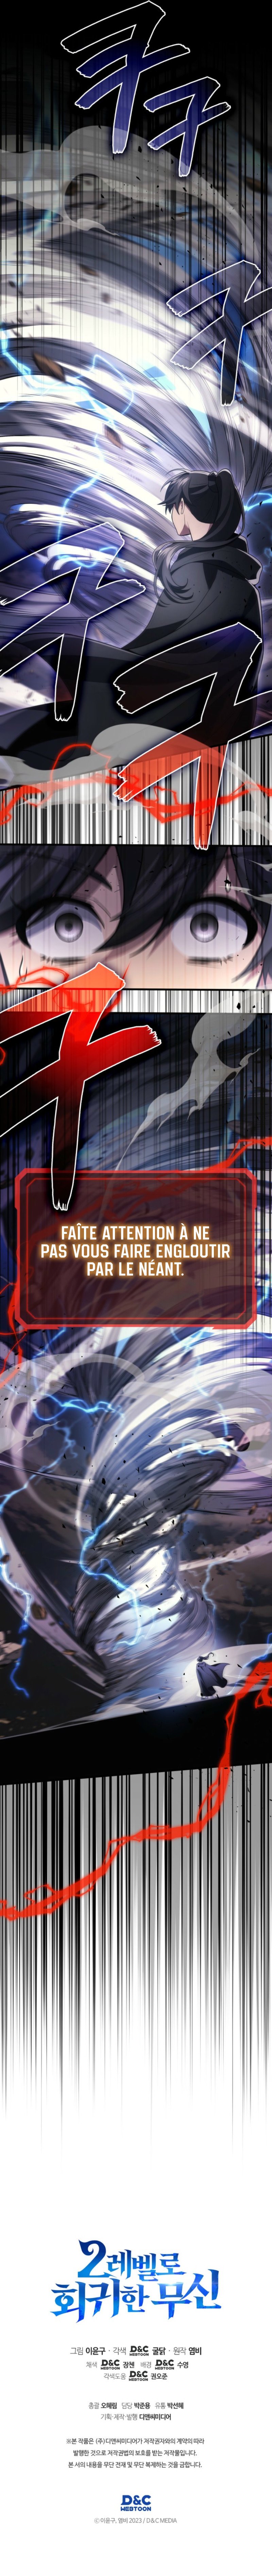 쿠
구
구
쿠
구
쿠
FAÎTE ATTENTION À NE
PAS VOUS FAIRE ENGLOUTIR
PAR LE NÉANT.
2레벨로
회귀한 무신
그림 이윤구 · 각색 D&C WEBTOON 굴닭 · 원작 염비
채색 D&C WEBTOON 장첸 배경 D&C WEBTOON 수영
각색도움 D&C WEBTOON 권오준
총괄 오혜림 담당 박준용 유통 박선해
기획·제작·발행 디앤씨미디어
※본 작품은 (주)디앤씨미디어가 저작권자와의 계약에 따라
발행한 것으로 저작권법의 보호를 받는 저작물입니다.
본 서의 내용을 무단 전재 및 무단 복제하는 것을 금합니다.
D&C
WEBTOON
ⓒ 이윤구, 염비 2023 / D&C MEDIA